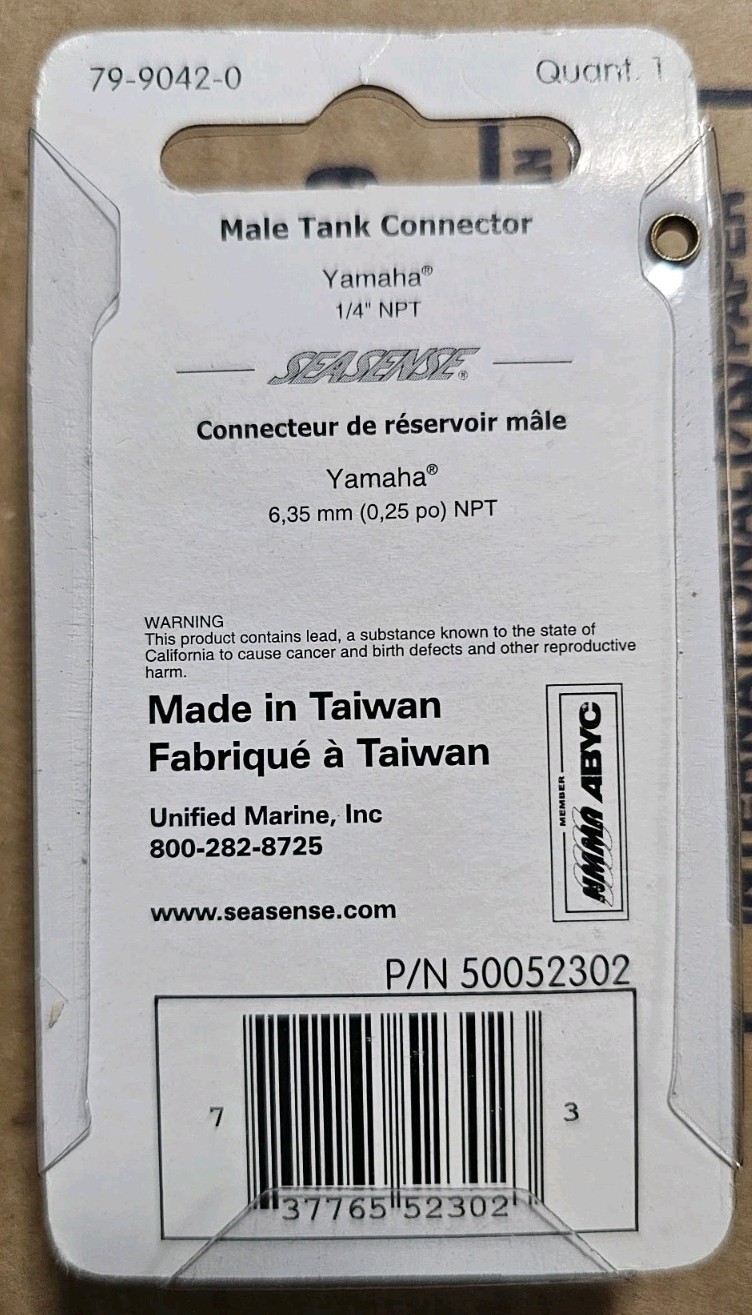 79-9042-0
Quant. 1
Male Tank Connector
Yamaha®
1/4" NPT
SEASENSE®
Connecteur de réservoir mâle
Yamaha®
6,35 mm (0,25 po) NPT
WARNING
This product contains lead, a substance known to the state of
California to cause cancer and birth defects and other reproductive
harm.
Made in Taiwan
Fabriqué à Taiwan
Unified Marine, Inc
800-282-8725
www.seasense.com
MEMBER
NMMA ABYC
P/N 50052302
7 37765 52302 3